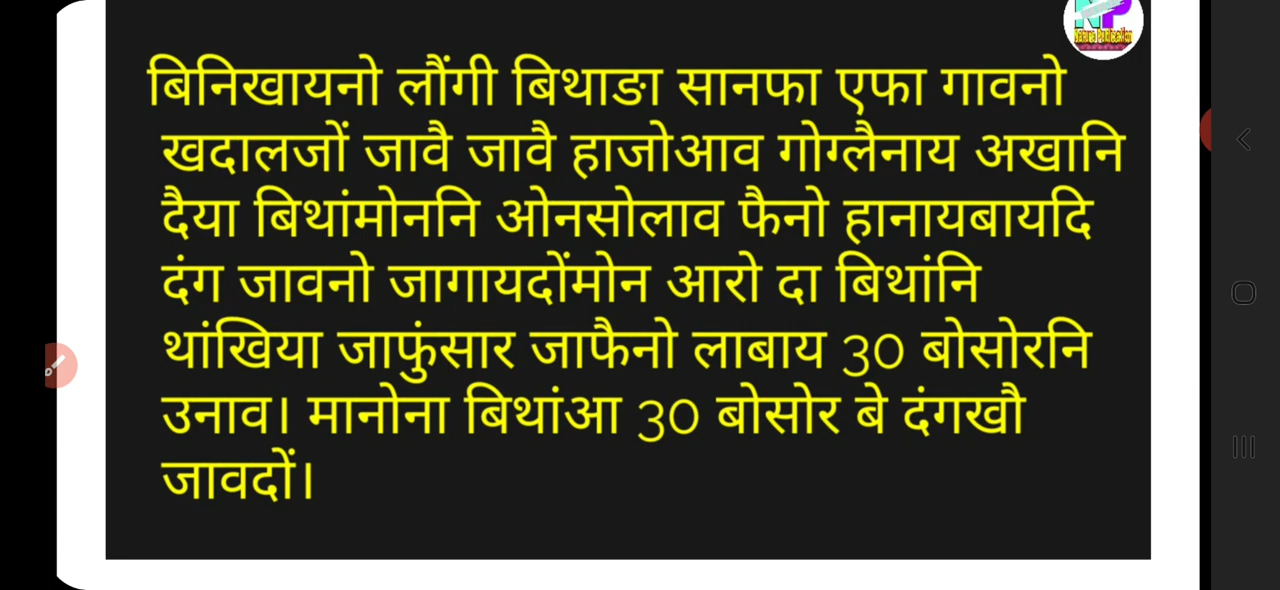 NP
बिनिखायनो लौंगी बिथाङा सानफा एफा गावनो
खदालजों जावै जावै हाजोआव गोग्लैनाय अखानि
दैया बिथांमोननि ओनसोलाव फैनो हानायबायदि
दंग जावनो जागायदोंमोन आरो दा बिथांनि
थांखिया जाफुंसार जाफैनो लाबाय 30 बोसोरनि
उनाव। मानोना बिथांआ 30 बोसोर बे दंगखौ
जावदों।